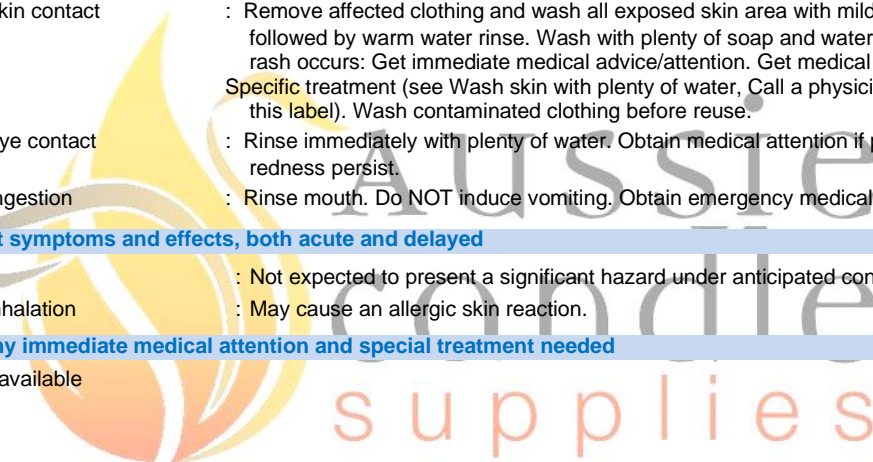 kin contact : Remove affected clothing and wash all exposed skin area with mild
followed by warm water rinse. Wash with plenty of soap and water
rash occurs: Get immediate medical advice/attention. Get medical
Specific treatment (see Wash skin with plenty of water, Call a physici
this label). Wash contaminated clothing before reuse.
ye contact : Rinse immediately with plenty of water. Obtain medical attention if p
redness persist.
ngestion : Rinse mouth. Do NOT induce vomiting. Obtain emergency medical
t symptoms and effects, both acute and delayed
: Not expected to present a significant hazard under anticipated con
nhalation : May cause an allergic skin reaction.
ny immediate medical attention and special treatment needed
available
Aussie
candle
supplies